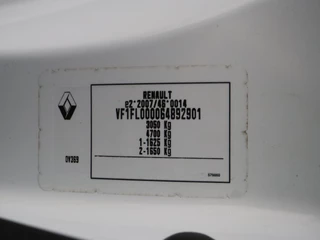 RENAULT
e2*2007/46*0014
VF1FL000064892901
3050 Kg
4700 Kg
1-1625 Kg
2-1650 Kg
OV369